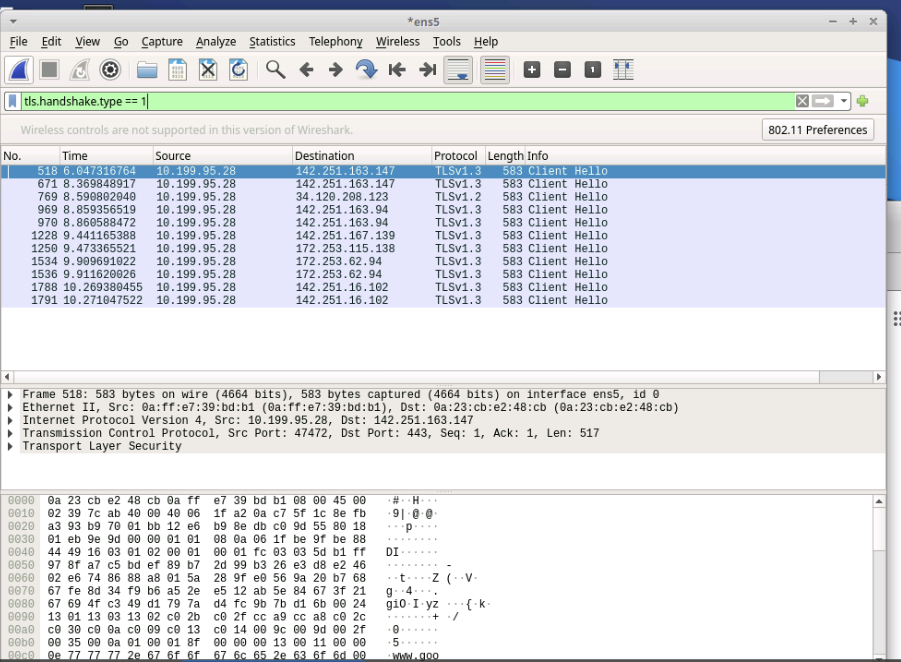 *ens5
File Edit View Go Capture Analyze Statistics Telephony Wireless Tools Help
tls.handshake.type == 1
Wireless controls are not supported in this version of Wireshark. 802.11 Preferences
No. Time Source Destination Protocol Length Info
518 6.047316764 10.199.95.28 142.251.163.147 TLSv1.3 583 Client Hello
671 8.369848917 10.199.95.28 142.251.163.147 TLSv1.3 583 Client Hello
769 8.590802040 10.199.95.28 34.120.208.123 TLSv1.2 583 Client Hello
969 8.859356519 10.199.95.28 142.251.163.94 TLSv1.3 583 Client Hello
970 8.860588472 10.199.95.28 142.251.163.94 TLSv1.3 583 Client Hello
1228 9.441165388 10.199.95.28 142.251.167.139 TLSv1.3 583 Client Hello
1250 9.473365521 10.199.95.28 172.253.115.138 TLSv1.3 583 Client Hello
1534 9.909691022 10.199.95.28 172.253.62.94 TLSv1.3 583 Client Hello
1536 9.911620026 10.199.95.28 172.253.62.94 TLSv1.3 583 Client Hello
1788 10.269380455 10.199.95.28 142.251.16.102 TLSv1.3 583 Client Hello
1791 10.271047522 10.199.95.28 142.251.16.102 TLSv1.3 583 Client Hello
Frame 518: 583 bytes on wire (4664 bits), 583 bytes captured (4664 bits) on interface ens5, id 0
Ethernet II, Src: 0a:ff:e7:39:bd:b1 (0a:ff:e7:39:bd:b1), Dst: 0a:23:cb:e2:48:cb (0a:23:cb:e2:48:cb)
Internet Protocol Version 4, Src: 10.199.95.28, Dst: 142.251.163.147
Transmission Control Protocol, Src Port: 47472, Dst Port: 443, Seq: 1, Ack: 1, Len: 517
Transport Layer Security
0000 0a 23 cb e2 48 cb 0a ff e7 39 bd b1 08 00 45 00 ·#··H···
0010 02 39 7c ab 40 00 40 06 1f a2 0a c7 5f 1c 8e fb ·9|·@·@·
0020 a3 93 b9 70 01 bb 12 e6 b9 8e db c0 9d 55 80 18 ···p····
0030 01 eb 9e 9d 00 00 01 01 08 0a 06 1f be 9f be 88 ········
0040 44 49 16 03 01 02 00 01 00 01 fc 03 03 5d b1 ff DI······
0050 97 8f a7 c5 bd ef 89 b7 2d 99 b3 26 e3 d8 e2 46 ········ -
0060 02 e6 74 86 88 a8 01 5a 28 9f e0 56 9a 20 b7 68 ··t····Z (··V·
0070 67 fe 8d 34 f9 b6 a5 2e e5 12 ab 5e 84 67 3f 21 g··4···.
0080 67 69 4f c3 49 d1 79 7a d4 fc 9b 7b d1 6b 00 24 giO·I·yz ···{·k·
0090 13 01 13 03 13 02 c0 2b c0 2f cc a9 cc a8 c0 2c ·······+ ·/
00a0 c0 30 c0 0a c0 09 c0 13 c0 14 00 9c 00 9d 00 2f ·0······
00b0 00 35 00 0a 01 00 01 8f 00 00 00 13 00 11 00 00 ·5······
00c0 0e 77 77 77 2e 67 6f 6f 67 6c 65 2e 63 6f 6d 00 ·www.goo